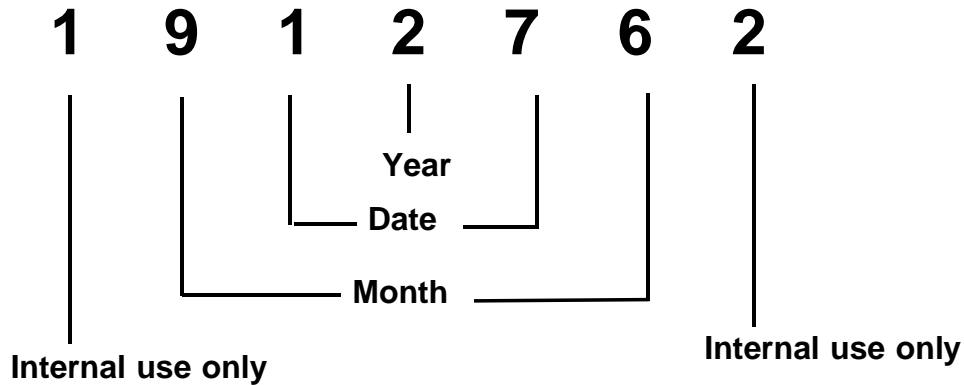 1 9 1 2 7 6 2
Year
Date
Month
Internal use only
Internal use only